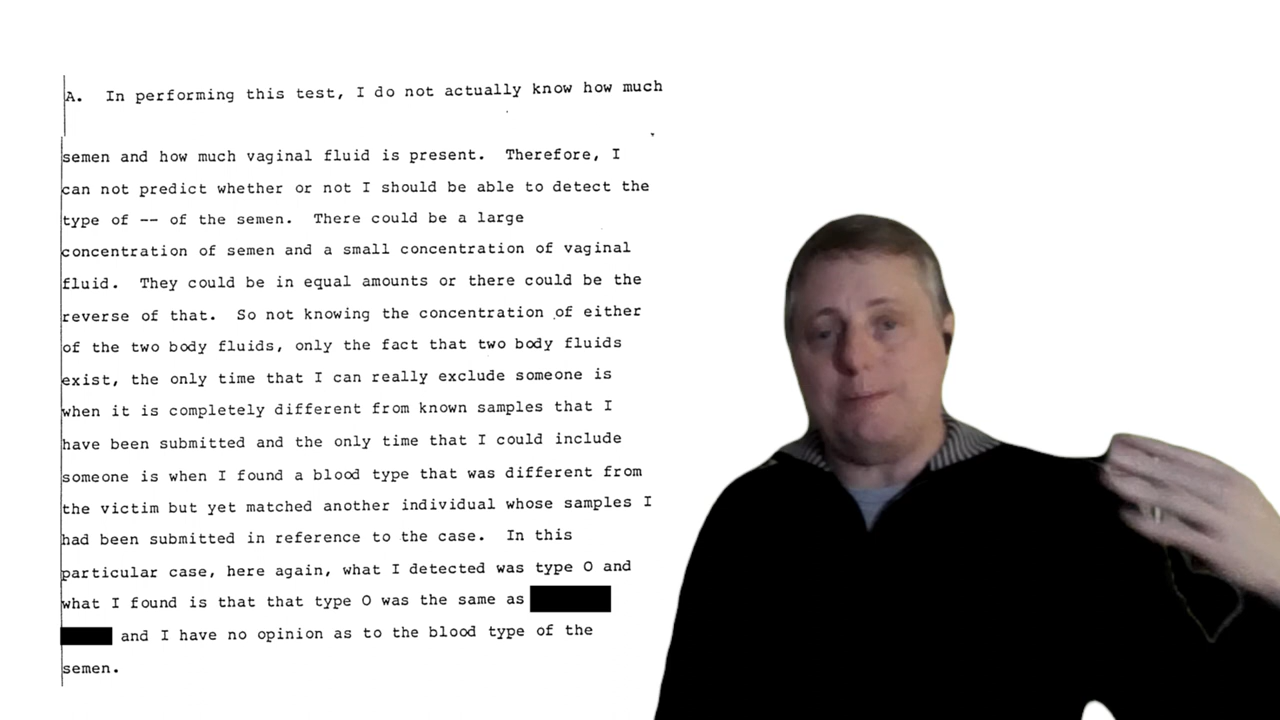 A. In performing this test, I do not actually know how much
semen and how much vaginal fluid is present. Therefore, I
can not predict whether or not I should be able to detect the
type of -- of the semen. There could be a large
concentration of semen and a small concentration of vaginal
fluid. They could be in equal amounts or there could be the
reverse of that. So not knowing the concentration of either
of the two body fluids, only the fact that two body fluids
exist, the only time that I can really exclude someone is
when it is completely different from known samples that I
have been submitted and the only time that I could include
someone is when I found a blood type that was different from
the victim but yet matched another individual whose samples I
had been submitted in reference to the case. In this
particular case, here again, what I detected was type O and
what I found is that that type O was the same as
and I have no opinion as to the blood type of the
semen.